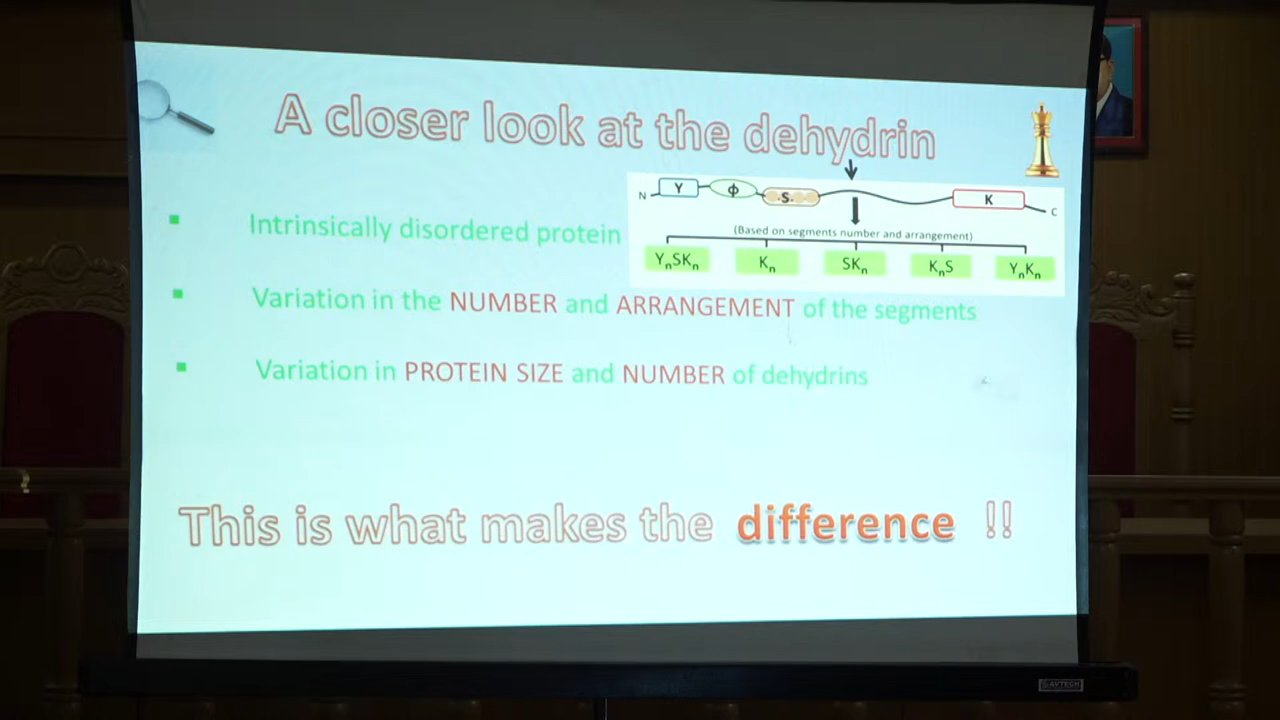 A closer look at the dehydrin
N Y ϕ S K C
(Based on segments number and arrangement)
YnSKn Kn SKn KnS YnKn
Intrinsically disordered protein
Variation in the NUMBER and ARRANGEMENT of the segments
Variation in PROTEIN SIZE and NUMBER of dehydrins
This is what makes the difference !!
AVTECH